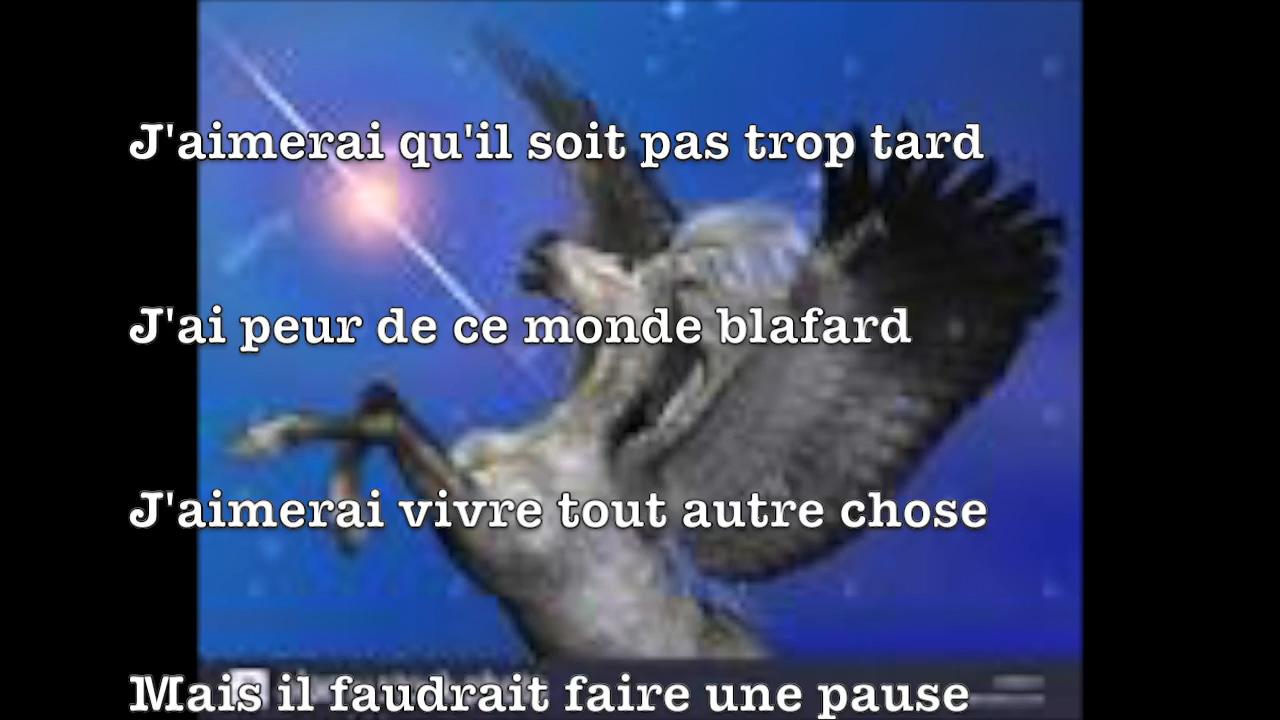 J'aimerai qu'il soit pas trop tard
J'ai peur de ce monde blafard
J'aimerai vivre tout autre chose
Mais il faudrait faire une pause